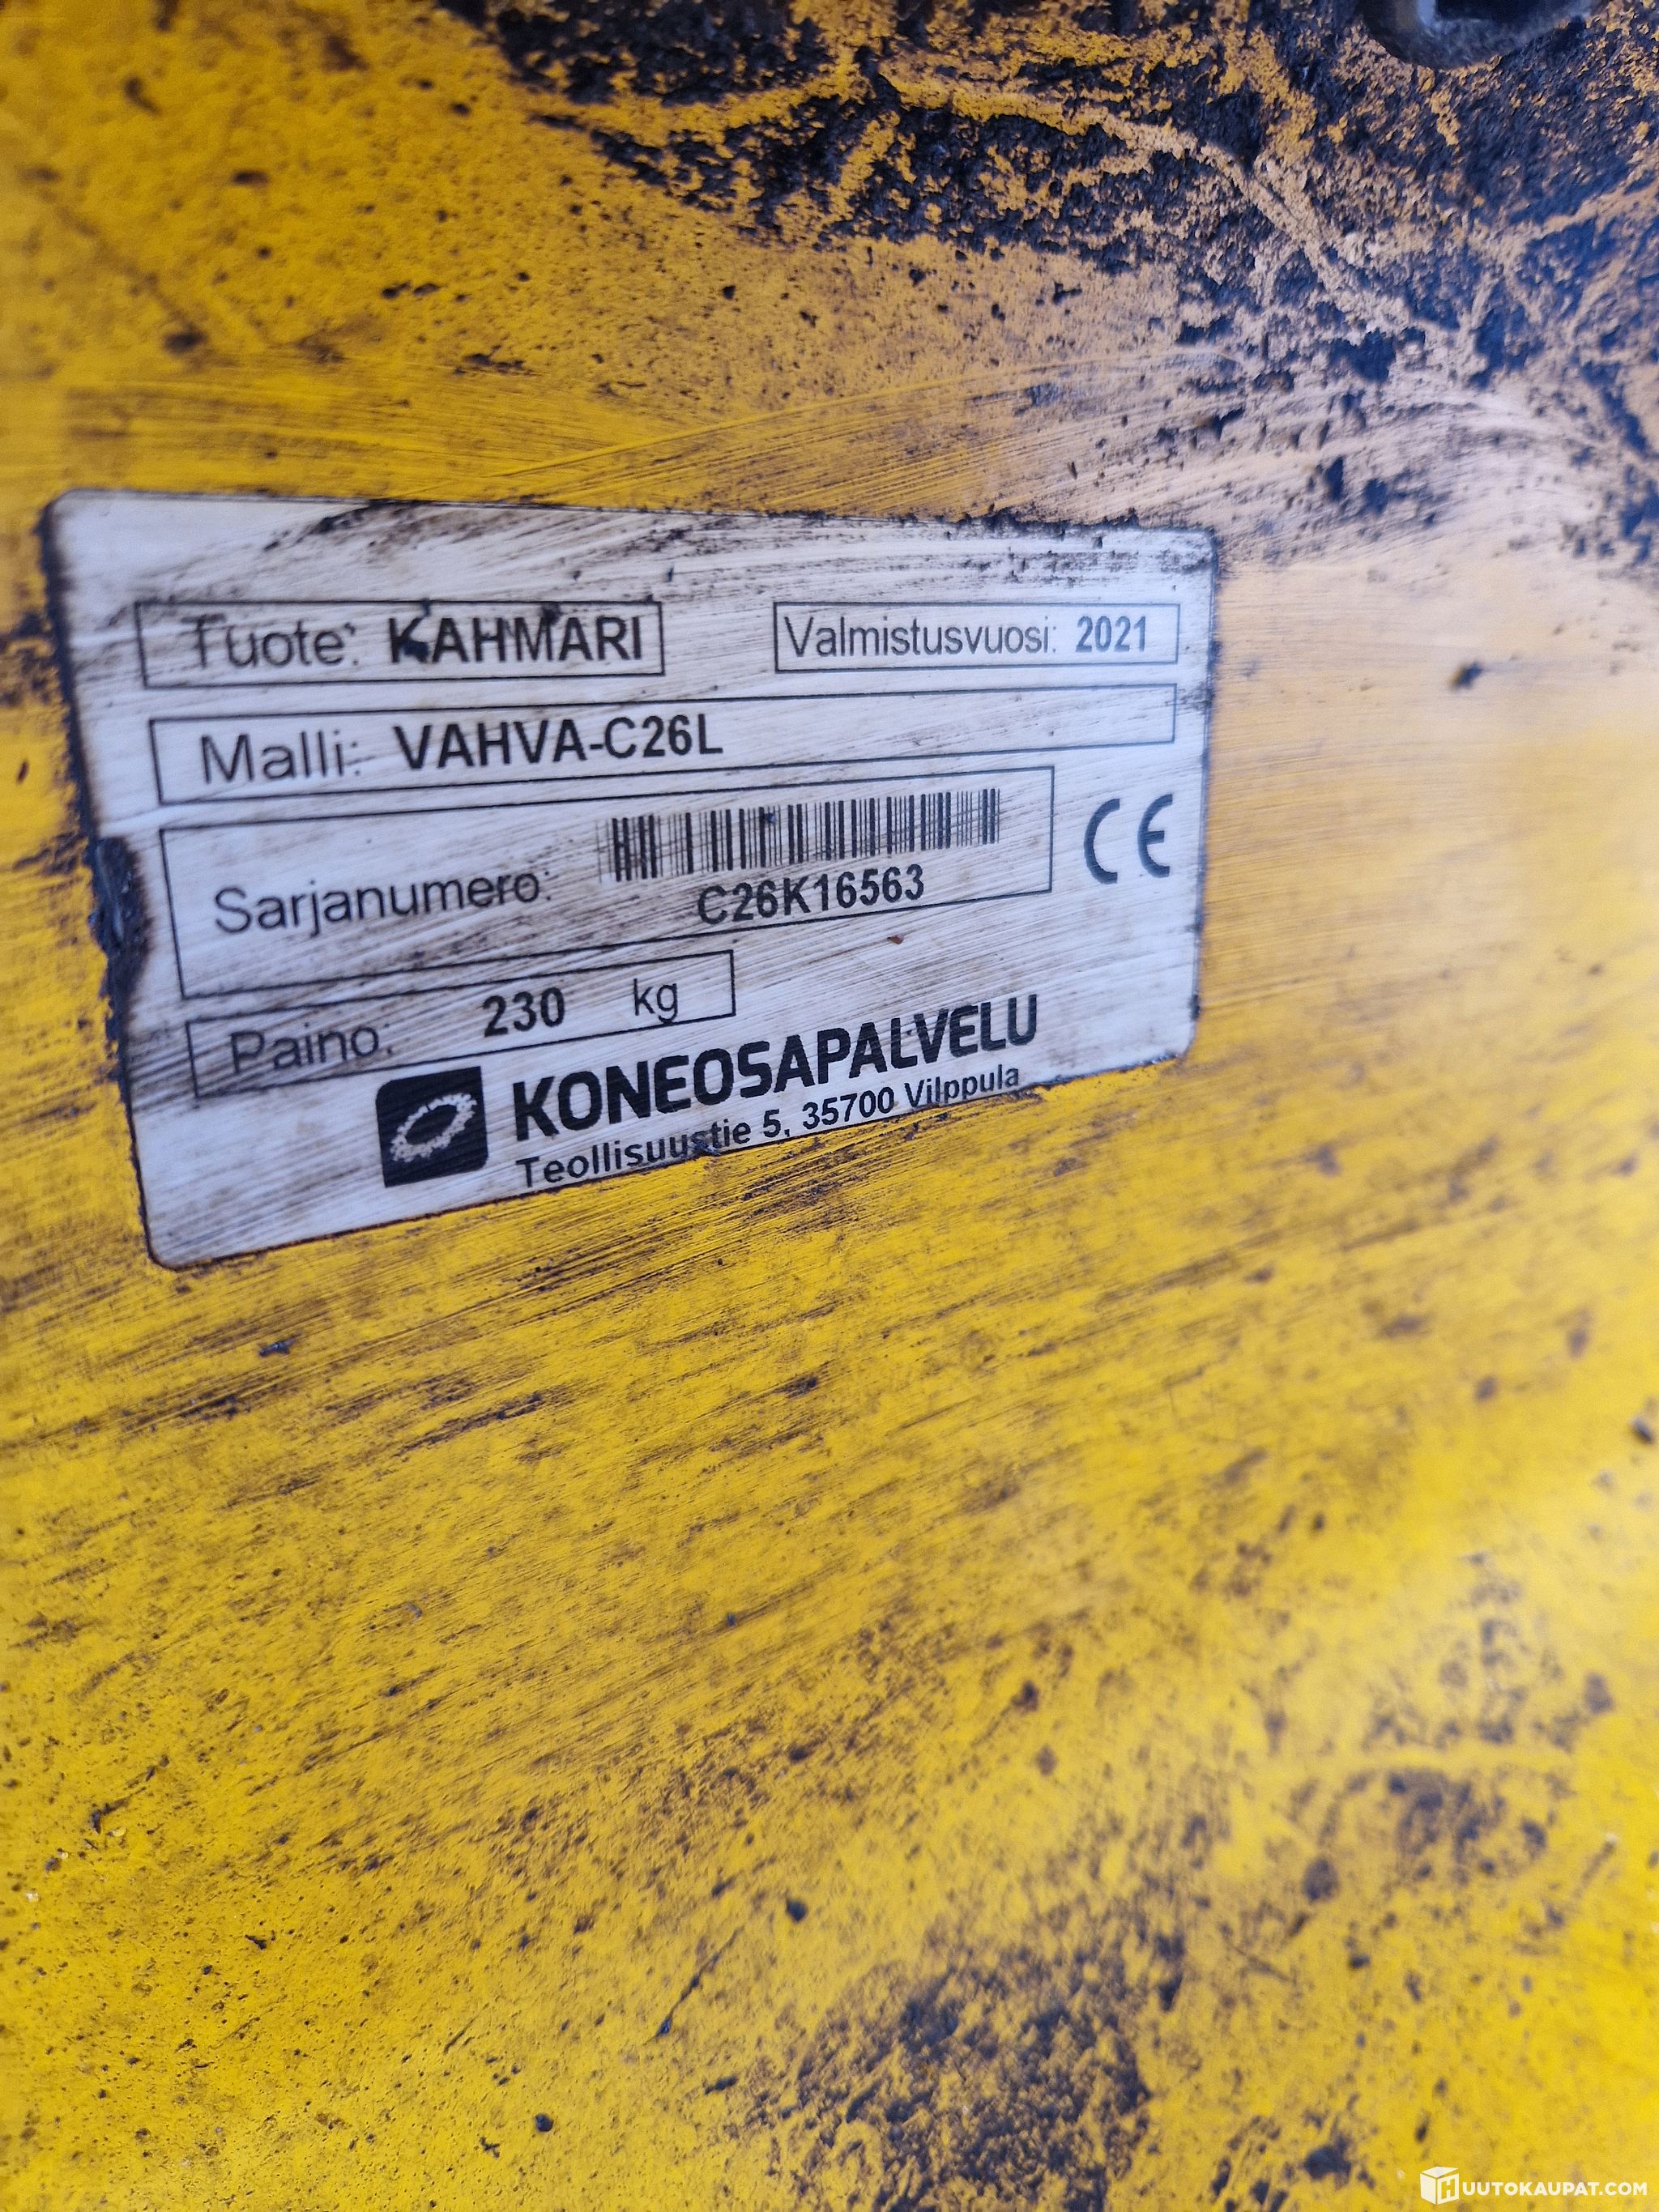 Tuote: KAHMARI
Valmistusvuosi: 2021
Malli: VAHVA-C26L
Sarjanumero:
C26K16563
CE
Paino: 230 kg
KONEOSAPALVELU
Teollisuustie 5, 35700 Vilppula
HUUTOKAUPAT.COM